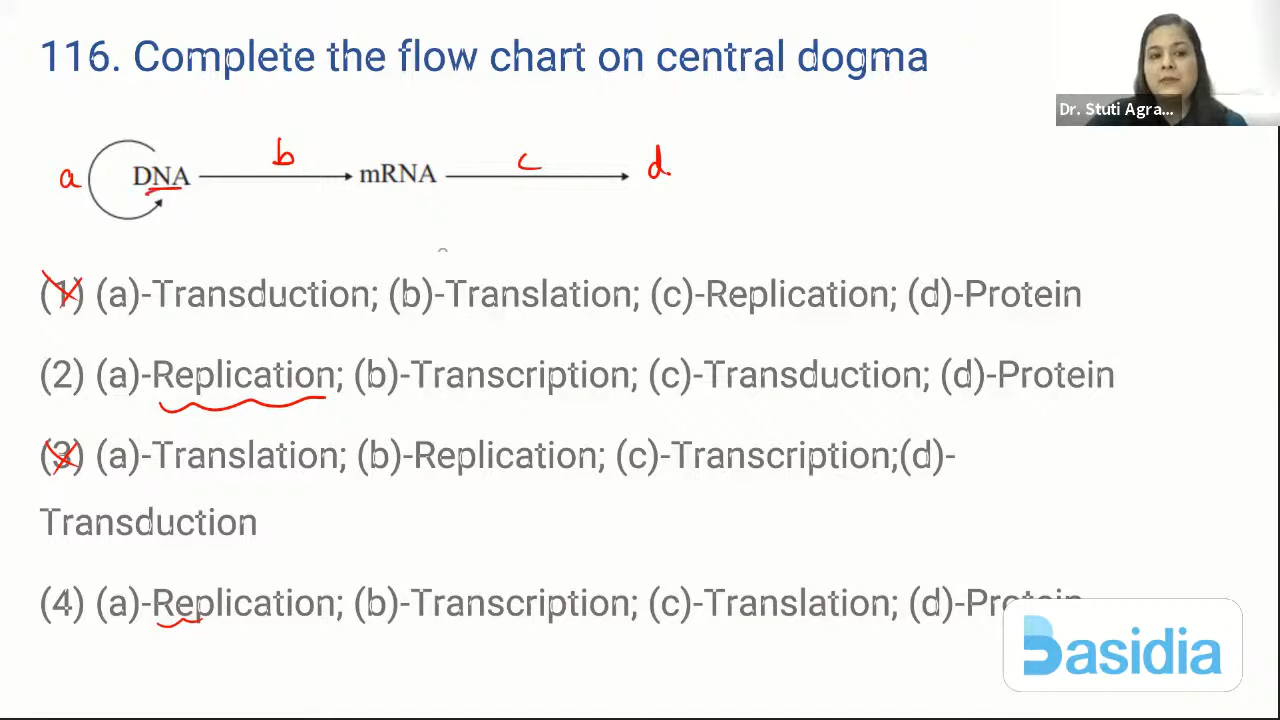 116. Complete the flow chart on central dogma
Dr. Stuti Agra...
a DNA b mRNA c d
(1) (a)-Transduction; (b)-Translation; (c)-Replication; (d)-Protein
(2) (a)-Replication; (b)-Transcription; (c)-Transduction; (d)-Protein
(3) (a)-Translation; (b)-Replication; (c)-Transcription;(d)-
Transduction
(4) (a)-Replication; (b)-Transcription; (c)-Translation; (d)-Protein
Basidia